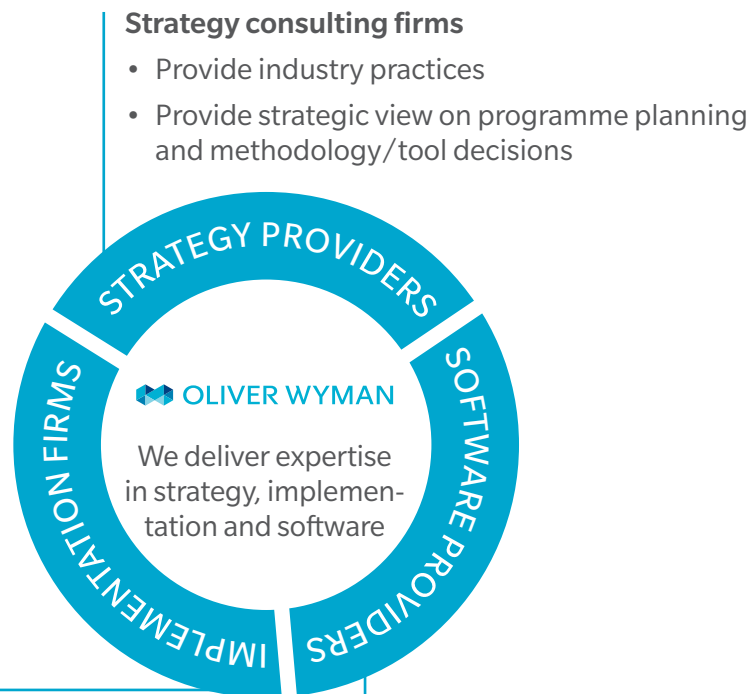 Strategy consulting firms
• Provide industry practices
• Provide strategic view on programme planning
and methodology/tool decisions
STRATEGY PROVIDERS
SOFTWARE PROVIDERS
IMPLEMENTATION FIRMS
OLIVER WYMAN
We deliver expertise
in strategy, implemen-
tation and software